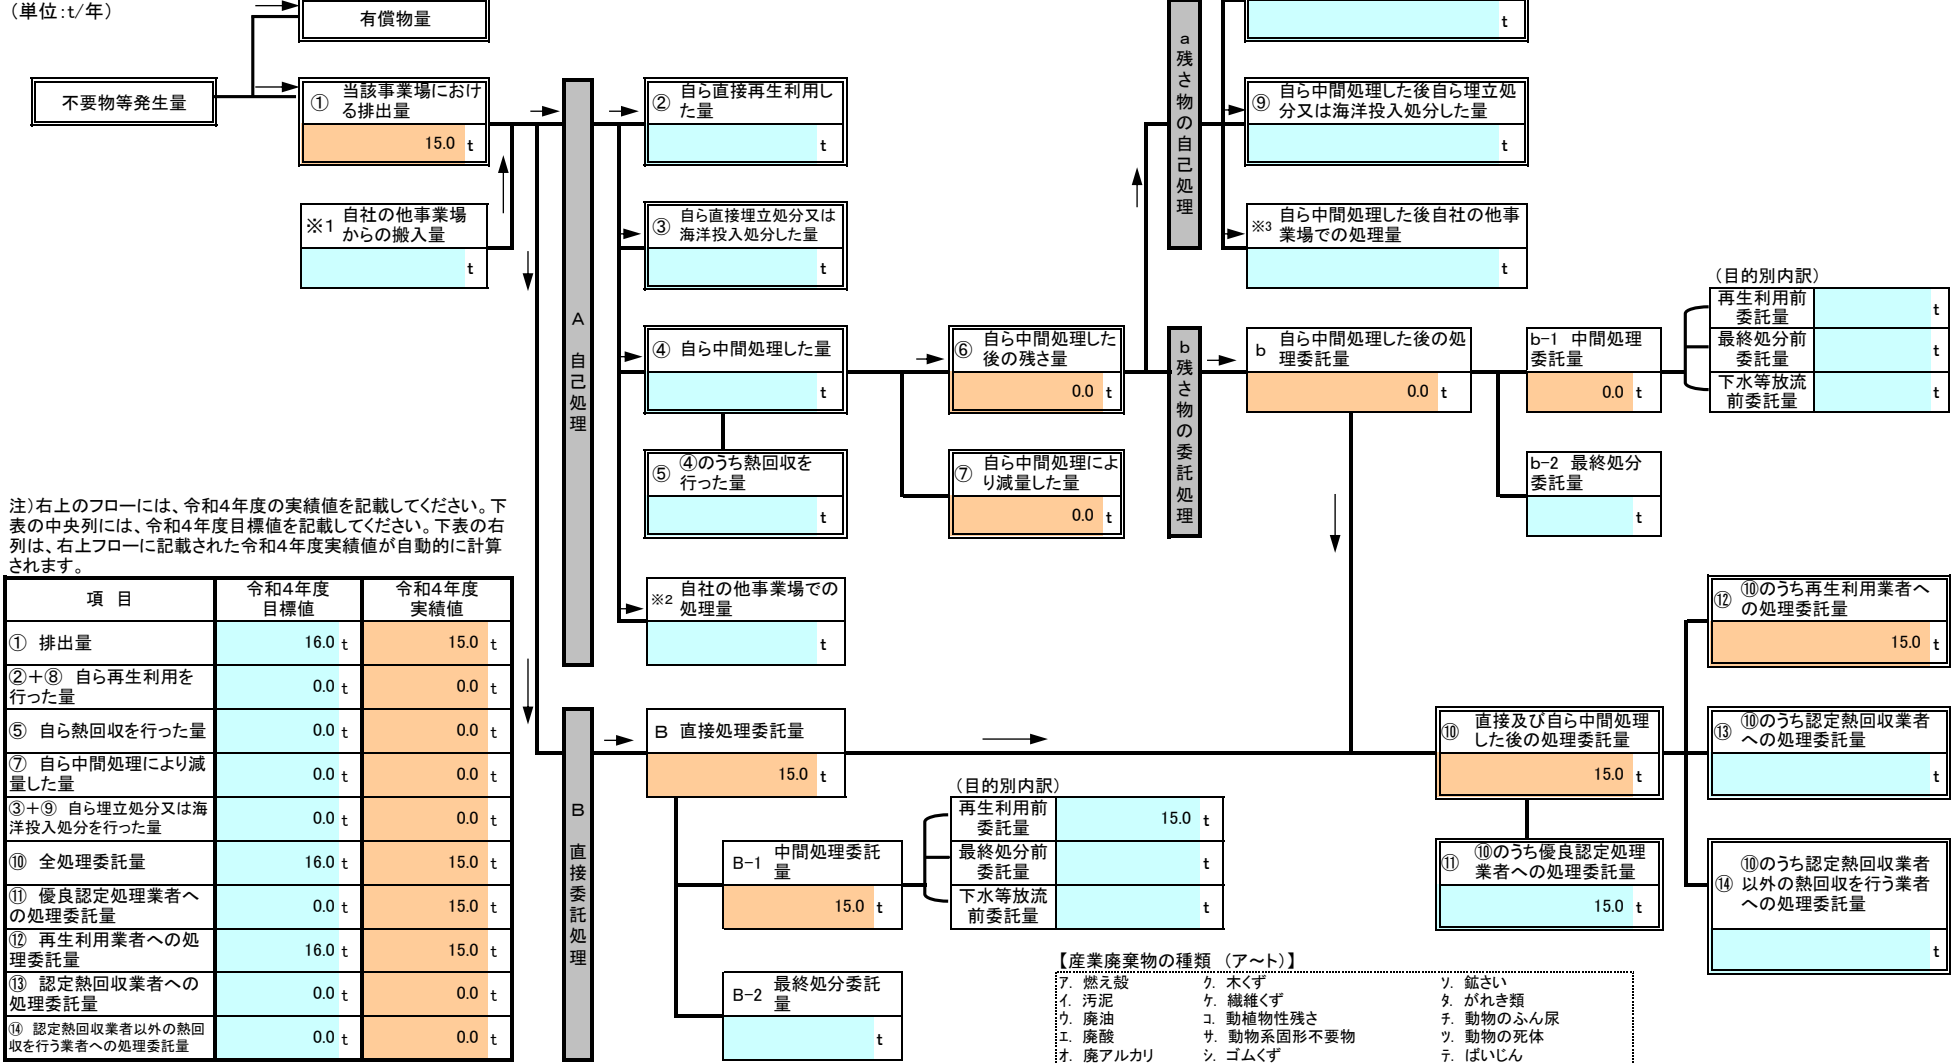 （単位：t/年）
有償物量
不要物等発生量
① 当該事業場におけ
る排出量
15.0 t
※1 自社の他事業場
からの搬入量
t
A 自己処理
② 自ら直接再生利用し
た量
t
③ 自ら直接埋立処分又は
海洋投入処分した量
t
④ 自ら中間処理した量
t
⑤ ④のうち熱回収を
行った量
t
※2 自社の他事業場での
処理量
t
⑥ 自ら中間処理した
後の残さ量
0.0 t
⑦ 自ら中間処理によ
り減量した量
0.0 t
a 残さ物の自己処理
t
⑨ 自ら中間処理した後自ら埋立処
分又は海洋投入処分した量
t
※3 自ら中間処理した後自社の他事
業場での処理量
t
b 残さ物の委託処理
b 自ら中間処理した後の処
理委託量
0.0 t
b-1 中間処理
委託量
0.0 t
（目的別内訳）
再生利用前
委託量
t
最終処分前
委託量
t
下水等放流
前委託量
t
b-2 最終処分
委託量
t
注）右上のフローには、令和４年度の実績値を記載してください。下
表の中央列には、令和４年度目標値を記載してください。下表の右
列は、右上フローに記載された令和４年度実績値が自動的に計算
されます。
項 目
令和４年度
目標値
令和４年度
実績値
① 排出量 16.0 t 15.0 t
②＋⑧ 自ら再生利用を
行った量 0.0 t 0.0 t
⑤ 自ら熱回収を行った量 0.0 t 0.0 t
⑦ 自ら中間処理により減
量した量 0.0 t 0.0 t
③＋⑨ 自ら埋立処分又は海
洋投入処分を行った量 0.0 t 0.0 t
⑩ 全処理委託量 16.0 t 15.0 t
⑪ 優良認定処理業者へ
の処理委託量 0.0 t 15.0 t
⑫ 再生利用業者への処
理委託量 16.0 t 15.0 t
⑬ 認定熱回収業者への
処理委託量 0.0 t 0.0 t
⑭ 認定熱回収業者以外の熱回
収を行う業者への処理委託量 0.0 t 0.0 t
B 直接委託処理
B 直接処理委託量
15.0 t
B-1 中間処理委託
量
15.0 t
（目的別内訳）
再生利用前
委託量
15.0 t
最終処分前
委託量
t
下水等放流
前委託量
t
B-2 最終処分委託
量
t
⑩ 直接及び自ら中間処理
した後の処理委託量
15.0 t
⑪ ⑩のうち優良認定処理
業者への処理委託量
15.0 t
⑫ ⑩のうち再生利用業者へ
の処理委託量
15.0 t
⑬ ⑩のうち認定熱回収業者
への処理委託量
t
⑭ ⑩のうち認定熱回収業者
以外の熱回収を行う業者
への処理委託量
t
【産業廃棄物の種類 （ア～ト）】
ア. 燃え殻 ク. 木くず ソ. 鉱さい
イ. 汚泥 ケ. 繊維くず タ. がれき類
ウ. 廃油 コ. 動植物性残さ チ. 動物のふん尿
エ. 廃酸 サ. 動物系固形不要物 ツ. 動物の死体
オ. 廃アルカリ シ. ゴムくず テ. ばいじん